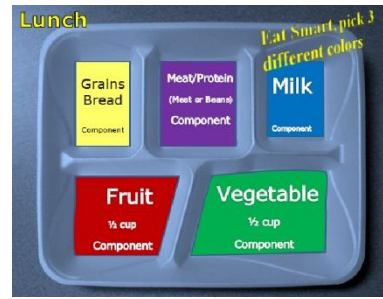 Lunch
Eat Smart, pick 3
different colors
Grains
Bread
Component
Meat/Protein
(Meet or Beans)
Component
Milk
Component
Fruit
½ cup
Component
Vegetable
½ cup
Component